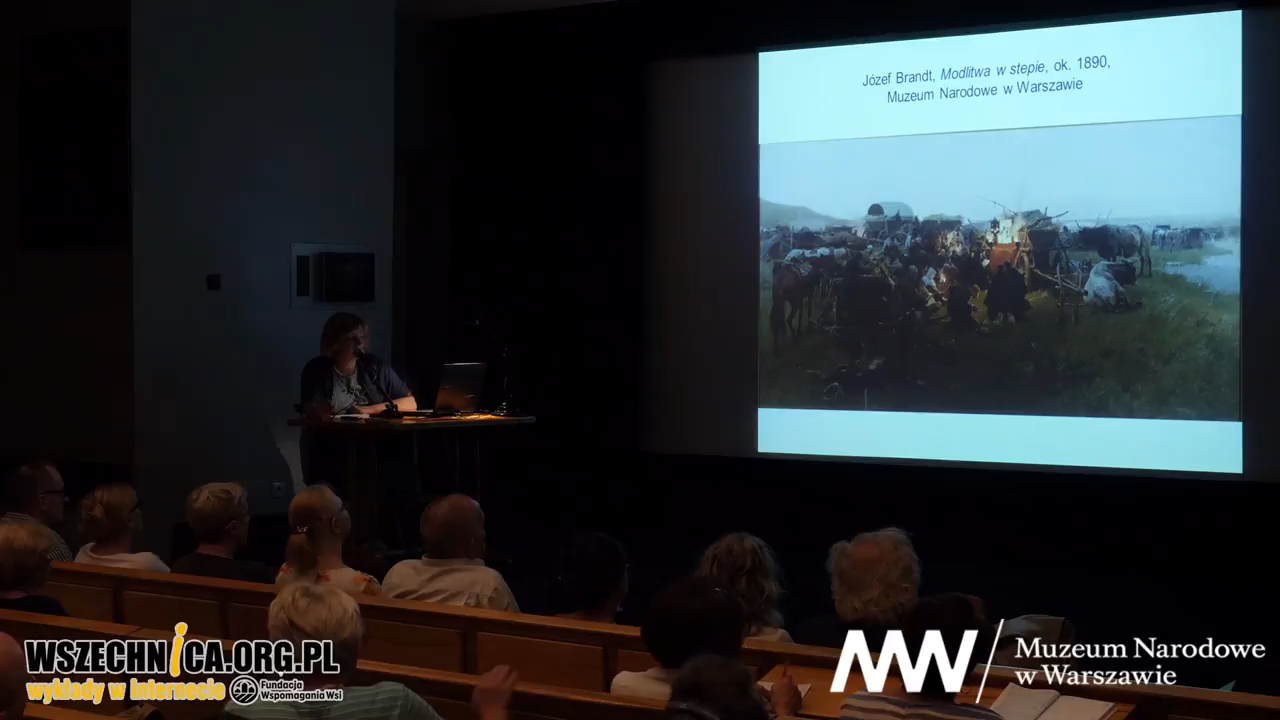 Józef Brandt, Modlitwa w stepie, ok. 1890,
Muzeum Narodowe w Warszawie
WSZECHNICA.ORG.PL
wykłady w internecie
Fundacja
Wspomagania Wsi
Muzeum Narodowe
w Warszawie